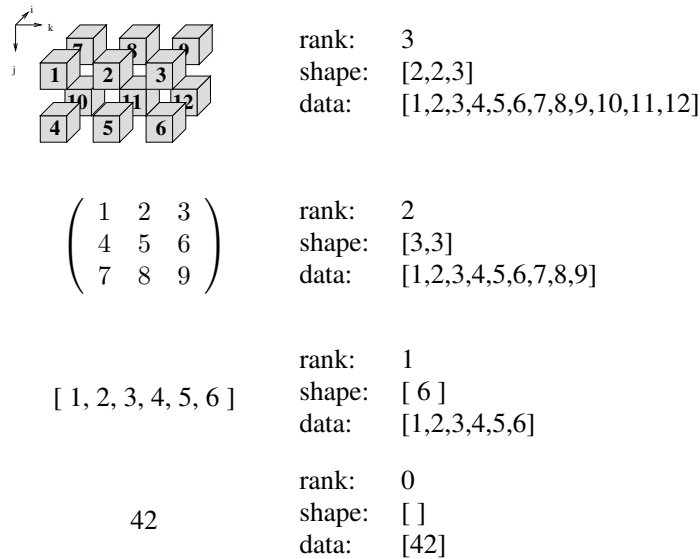 i
k
j
7 8 9
1 2 3
10 11 12
4 5 6
rank: 3
shape: [2,2,3]
data: [1,2,3,4,5,6,7,8,9,10,11,12]
1 2 3
4 5 6
7 8 9
rank: 2
shape: [3,3]
data: [1,2,3,4,5,6,7,8,9]
[ 1, 2, 3, 4, 5, 6 ]
rank: 1
shape: [ 6 ]
data: [1,2,3,4,5,6]
42
rank: 0
shape: [ ]
data: [42]